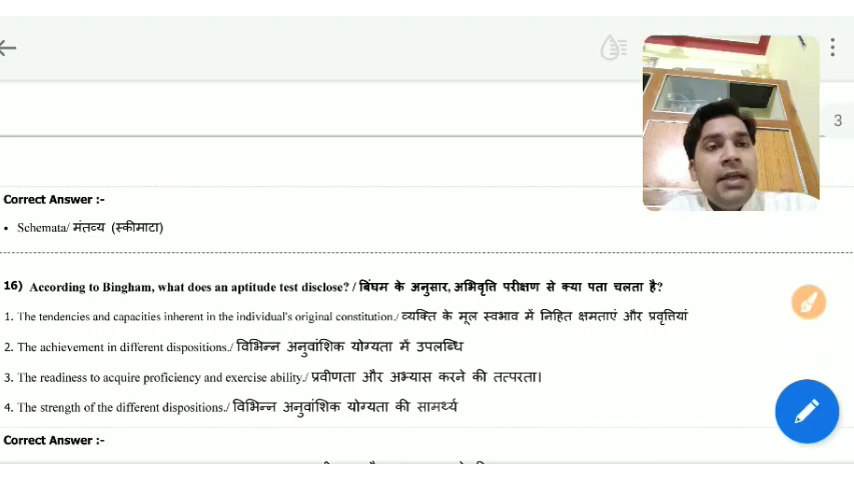 3
Correct Answer :-
• Schemata/ मंतव्य (स्कीमाटा)
16) According to Bingham, what does an aptitude test disclose? / बिंघम के अनुसार, अभिवृत्ति परीक्षण से क्या पता चलता है?
1. The tendencies and capacities inherent in the individual's original constitution./ व्यक्ति के मूल स्वभाव में निहित क्षमताएं और प्रवृत्तियां
2. The achievement in different dispositions./ विभिन्न अनुवांशिक योग्यता में उपलब्धि
3. The readiness to acquire proficiency and exercise ability./ प्रवीणता और अभ्यास करने की तत्परता।
4. The strength of the different dispositions./ विभिन्न अनुवांशिक योग्यता की सामर्थ्य
Correct Answer :-